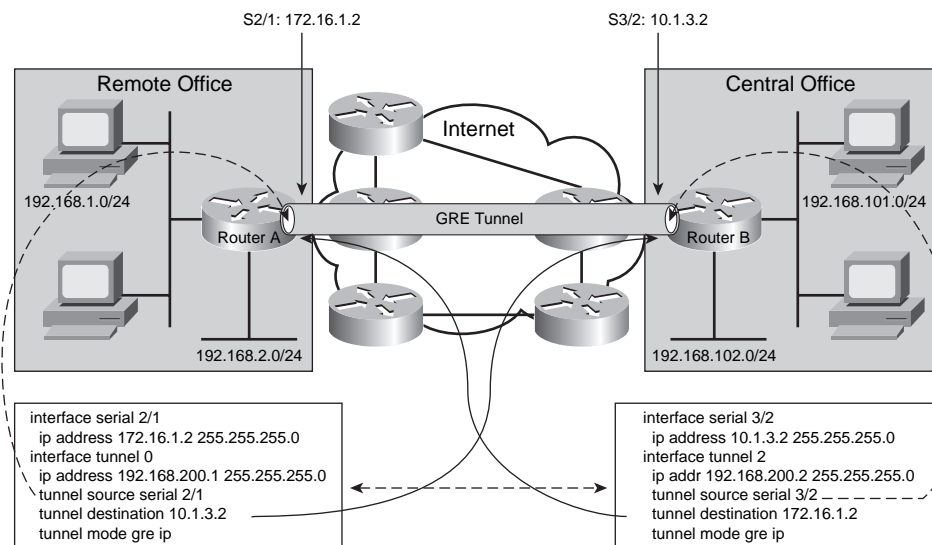 S2/1: 172.16.1.2
S3/2: 10.1.3.2
Remote Office
Internet
Central Office
192.168.1.0/24
192.168.101.0/24
GRE Tunnel
Router A
Router B
192.168.2.0/24
192.168.102.0/24
interface serial 2/1
ip address 172.16.1.2 255.255.255.0
interface tunnel 0
ip address 192.168.200.1 255.255.255.0
tunnel source serial 2/1
tunnel destination 10.1.3.2
tunnel mode gre ip
interface serial 3/2
ip address 10.1.3.2 255.255.255.0
interface tunnel 2
ip addr 192.168.200.2 255.255.255.0
tunnel source serial 3/2
tunnel destination 172.16.1.2
tunnel mode gre ip